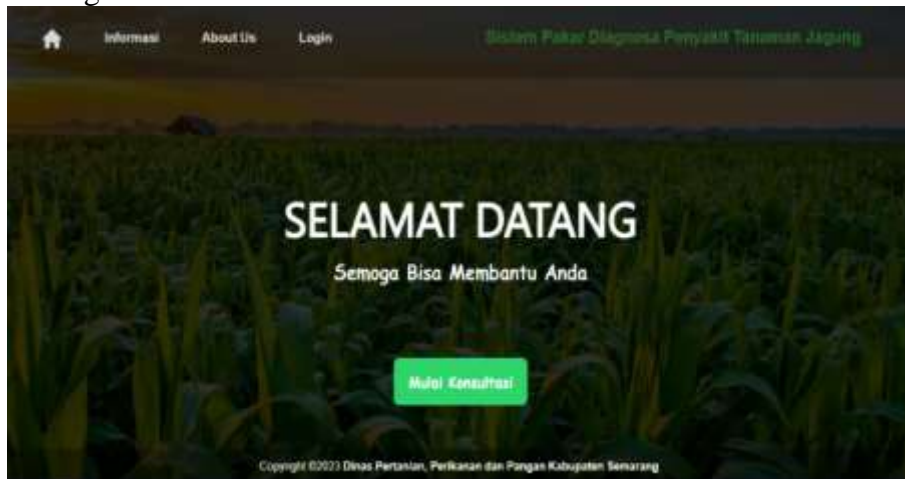 Informasi About Us Login Sistem Pakar Diagnosa Penyakit Tanaman Jagung
SELAMAT DATANG
Semoga Bisa Membantu Anda
Mulai Konsultasi
Copyright ©2023 Dinas Pertanian, Perikanan dan Pangan Kabupaten Semarang